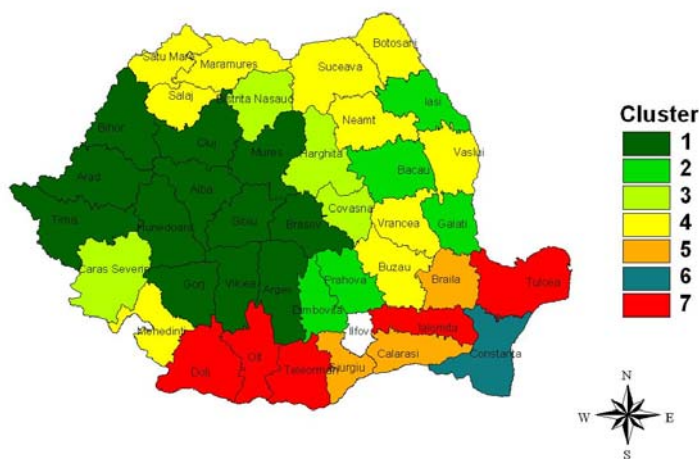 Botosani
Satu Mare
Maramures
Suceava
Salaj
Bistrita Nasaud
Iasi
Neamt
Bihor
Cluj
Mures
Harghita
Bacau
Vaslui
Arad
Alba
Covasna
Timis
Hunedoara
Sibiu
Brasov
Vrancea
Galati
Caras Severin
Buzau
Gorj
Vilcea
Arges
Prahova
Braila
Tulcea
Dimbovita
Mehedinti
Ilfov
Ialomita
Constanta
Dolj
Olt
Teleorman
Giurgiu
Calarasi
Cluster
1
2
3
4
5
6
7
N
W E
S